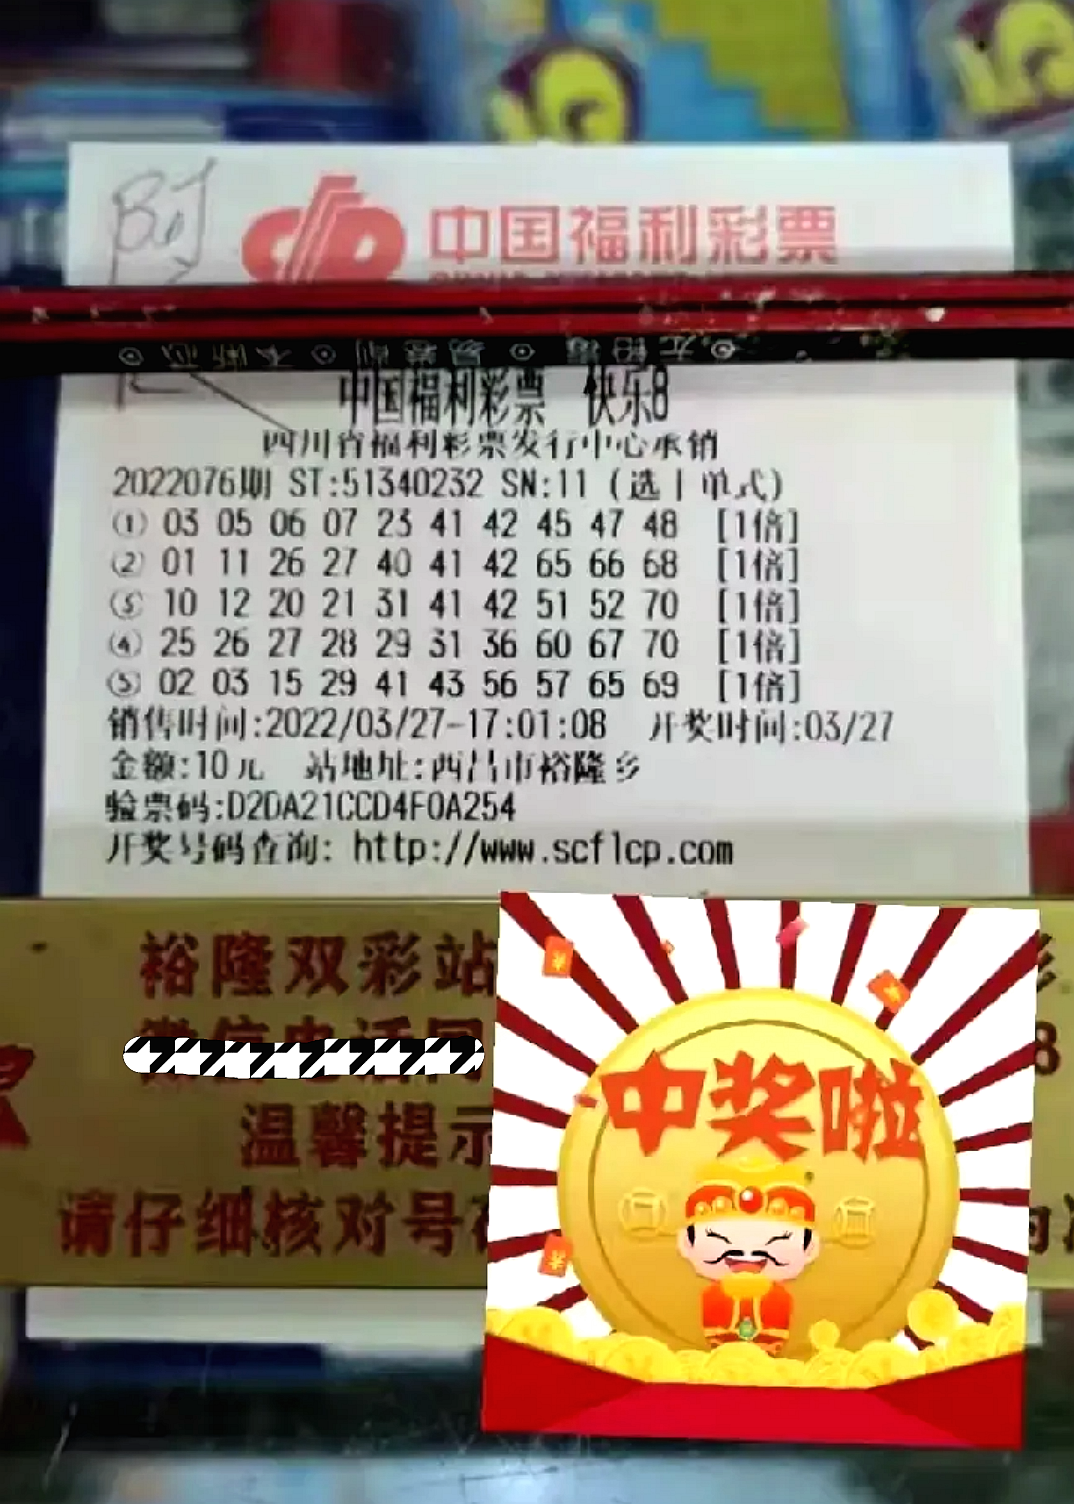 中国福利彩票
中国福利彩票 快乐8
四川省福利彩票发行中心承销
2022076期 ST:51340232 SN:11 (选十单式)
① 03 05 06 07 23 41 42 45 47 48 [1倍]
② 01 11 26 27 40 41 42 65 66 68 [1倍]
③ 10 12 20 21 31 41 42 51 52 70 [1倍]
④ 25 26 27 28 29 31 36 60 67 70 [1倍]
⑤ 02 03 15 29 41 43 56 57 65 69 [1倍]
销售时间:2022/03/27-17:01:08 开奖时间:03/27
金额:10元 站地址:西昌市裕隆乡
验票码:D2DA21CCD4F0A254
开奖号码查询: http://www.scflcp.com
裕隆双彩站
8
温馨提示
请仔细核对号
中奖啦